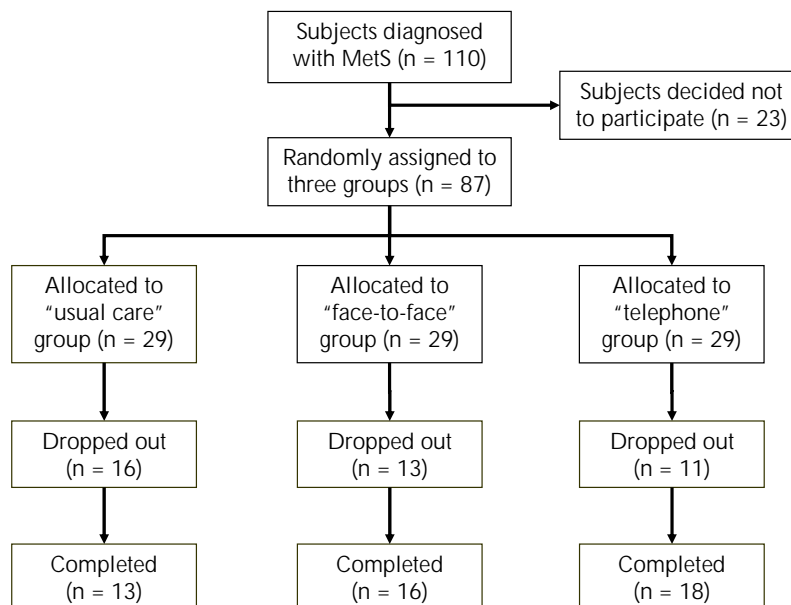 Subjects diagnosed
with MetS (n = 110)
Subjects decided not
to participate (n = 23)
Randomly assigned to
three groups (n = 87)
Allocated to
“usual care”
group (n = 29)
Allocated to
“face-to-face”
group (n = 29)
Allocated to
“telephone”
group (n = 29)
Dropped out
(n = 16)
Dropped out
(n = 13)
Dropped out
(n = 11)
Completed
(n = 13)
Completed
(n = 16)
Completed
(n = 18)